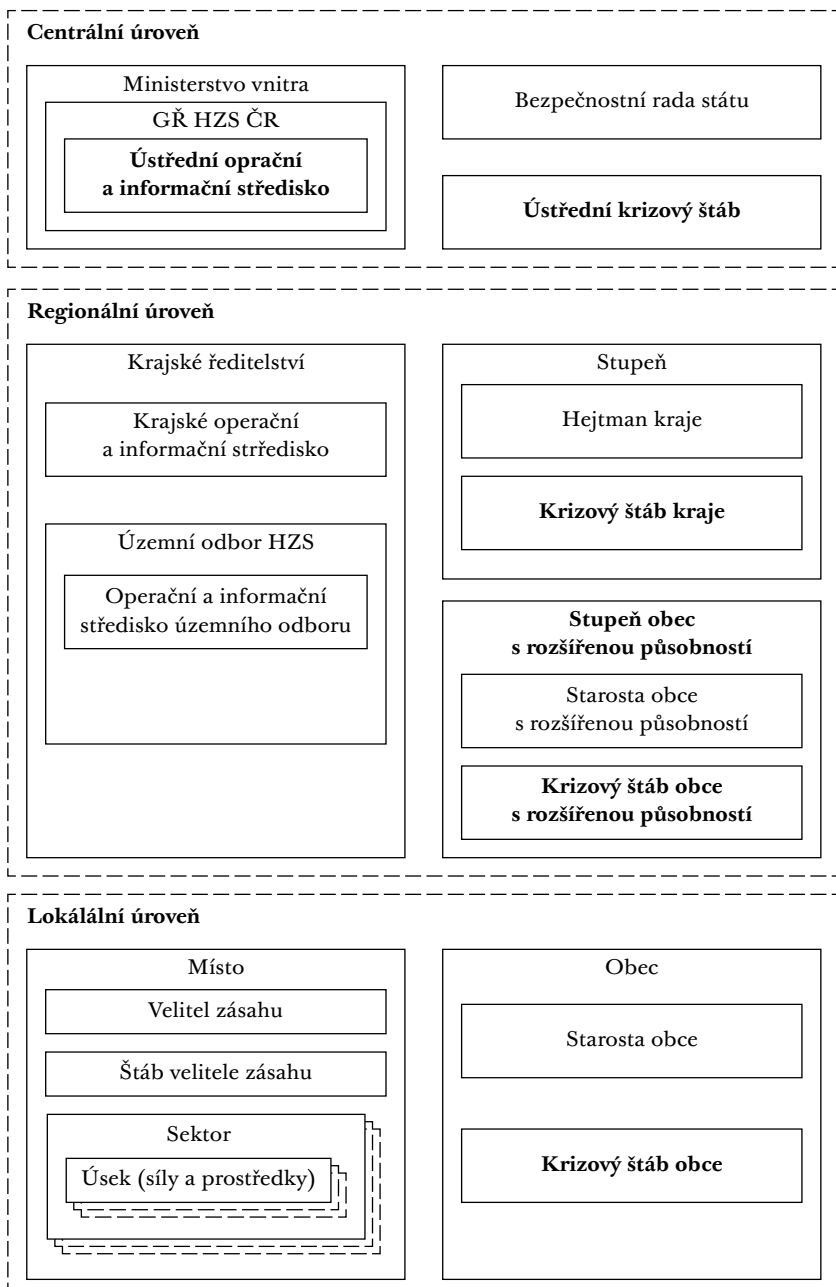 Centrální úroveň
Ministerstvo vnitra
GŘ HZS ČR
Ústřední oprační
a informační středisko
Bezpečnostní rada státu
Ústřední krizový štáb
Regionální úroveň
Krajské ředitelství
Krajské operační
a informační strředisko
Územní odbor HZS
Operační a informační
středisko územního odboru
Stupeň
Hejtman kraje
Krizový štáb kraje
Stupeň obec
s rozšířenou působností
Starosta obce
s rozšířenou působností
Krizový štáb obce
s rozšířenou působností
Lokálální úroveň
Místo
Velitel zásahu
Štáb velitele zásahu
Sektor
Úsek (síly a prostředky)
Obec
Starosta obce
Krizový štáb obce